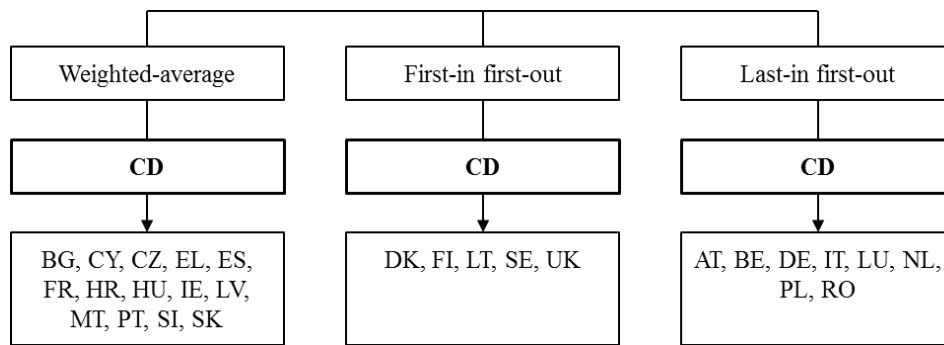 Weighted-average
First-in first-out
Last-in first-out
CD
CD
CD
BG, CY, CZ, EL, ES,
FR, HR, HU, IE, LV,
MT, PT, SI, SK
DK, FI, LT, SE, UK
AT, BE, DE, IT, LU, NL,
PL, RO